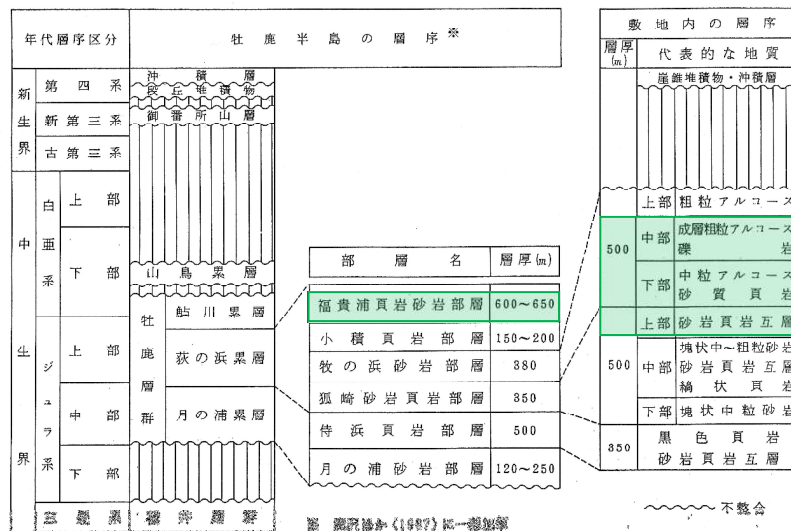 年代層序区分
牡鹿半島の層序※
新生界
第四系
新第三系
古第三系
中生界
白亜系
上部
下部
ジュラ系
上部
中部
下部
三畳系
沖積層
段丘堆積物
御番所山層
山鳥累層
牡鹿層群
鮎川累層
荻の浜累層
月の浦累層
部層名 層厚(m)
福貴浦頁岩砂岩部層 600～650
小積頁岩部層 150～200
牧の浜砂岩部層 380
狐崎砂岩頁岩部層 350
侍浜頁岩部層 500
月の浦砂岩部層 120～250
敷地内の層序
層厚(m) 代表的な地質
崖錐堆積物・沖積層
上部 粗粒アルコース
500
中部 成層粗粒アルコース
礫岩
下部 中粒アルコース
砂質頁岩
上部 砂岩頁岩互層
500
中部 塊状中～粗粒砂岩
砂岩頁岩互層
縞状頁岩
下部 塊状中粒砂岩
350
黒色頁岩
砂岩頁岩互層
不整合